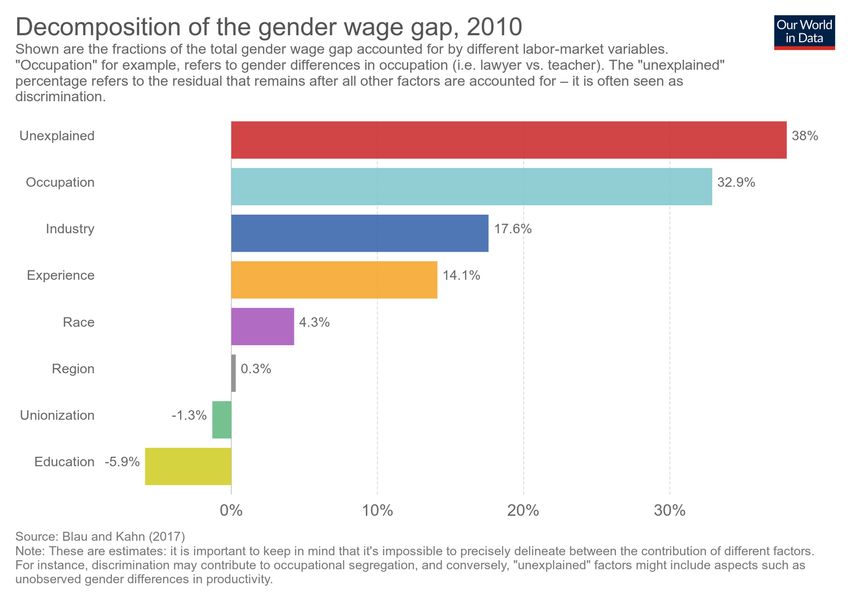 Decomposition of the gender wage gap, 2010
Our World
in Data
Shown are the fractions of the total gender wage gap accounted for by different labor-market variables.
"Occupation" for example, refers to gender differences in occupation (i.e. lawyer vs. teacher). The "unexplained"
percentage refers to the residual that remains after all other factors are accounted for – it is often seen as
discrimination.
Unexplained 38%
Occupation 32.9%
Industry 17.6%
Experience 14.1%
Race 4.3%
Region 0.3%
Unionization -1.3%
Education -5.9%
0% 10% 20% 30%
Source: Blau and Kahn (2017)
Note: These are estimates: it is important to keep in mind that it's impossible to precisely delineate between the contribution of different factors.
For instance, discrimination may contribute to occupational segregation, and conversely, "unexplained" factors might include aspects such as
unobserved gender differences in productivity.